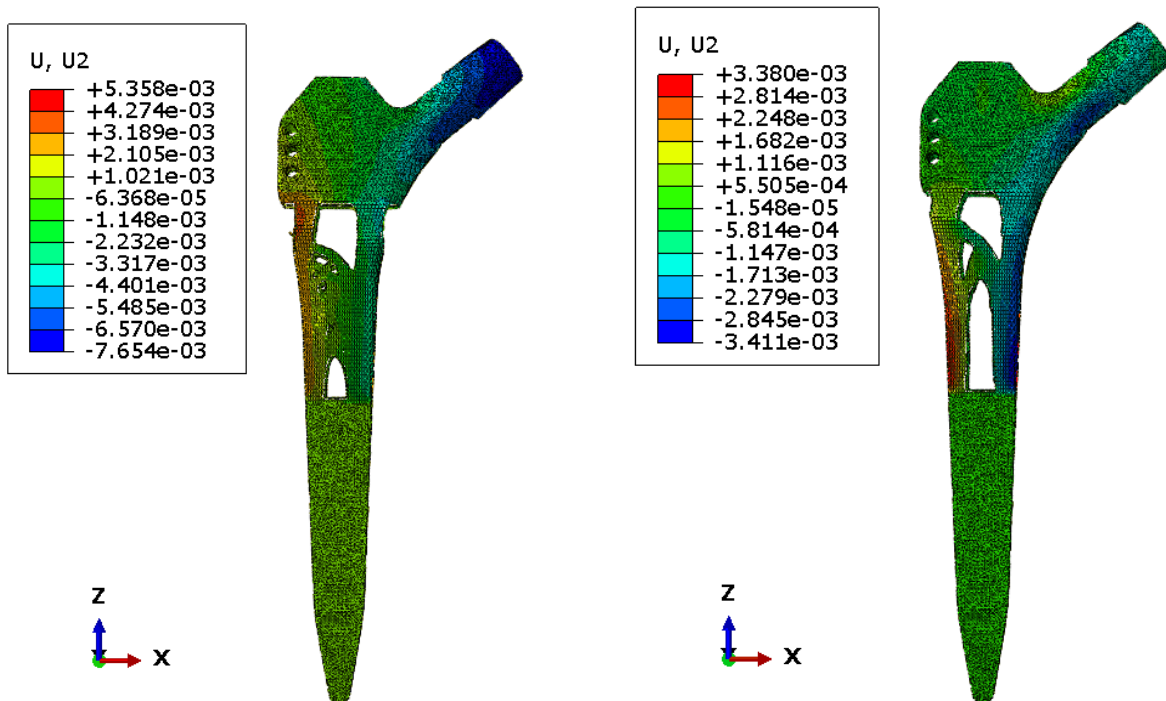 U, U2
+5.358e-03
+4.274e-03
+3.189e-03
+2.105e-03
+1.021e-03
-6.368e-05
-1.148e-03
-2.232e-03
-3.317e-03
-4.401e-03
-5.485e-03
-6.570e-03
-7.654e-03
Z
X
U, U2
+3.380e-03
+2.814e-03
+2.248e-03
+1.682e-03
+1.116e-03
+5.505e-04
-1.548e-05
-5.814e-04
-1.147e-03
-1.713e-03
-2.279e-03
-2.845e-03
-3.411e-03
Z
X